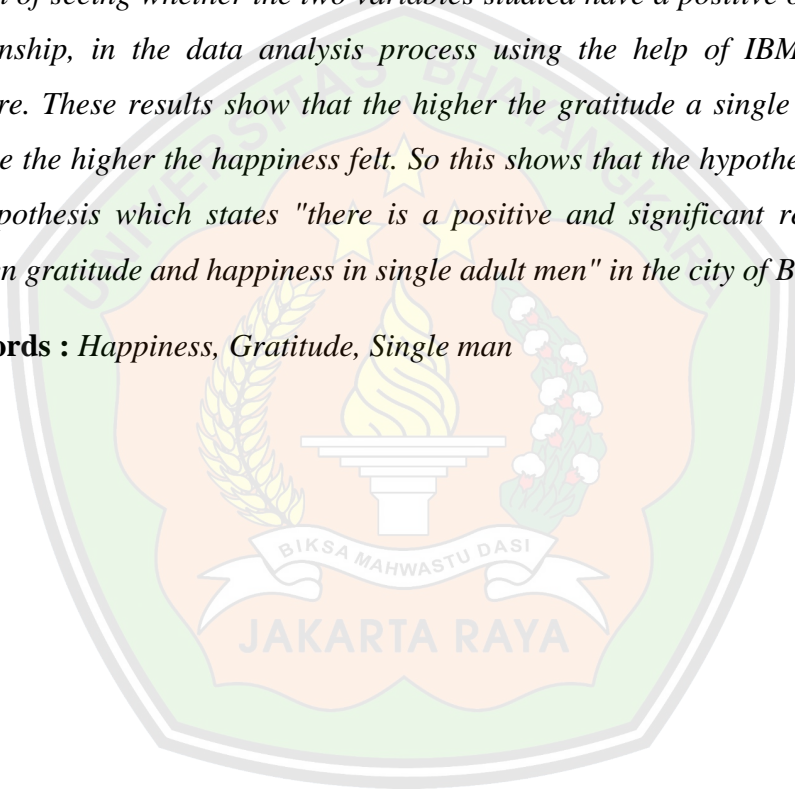 of seeing whether the two variables studied have a positive
nship, in the data analysis process using the help of IBM
re. These results show that the higher the gratitude a single
e the higher the happiness felt. So this shows that the hypothe
pothesis which states "there is a positive and significant re
n gratitude and happiness in single adult men" in the city of B
ords : Happiness, Gratitude, Single man
UNIVERSITAS BHAYANGKARA
BIKSA MAHWASTU DASI
JAKARTA RAYA